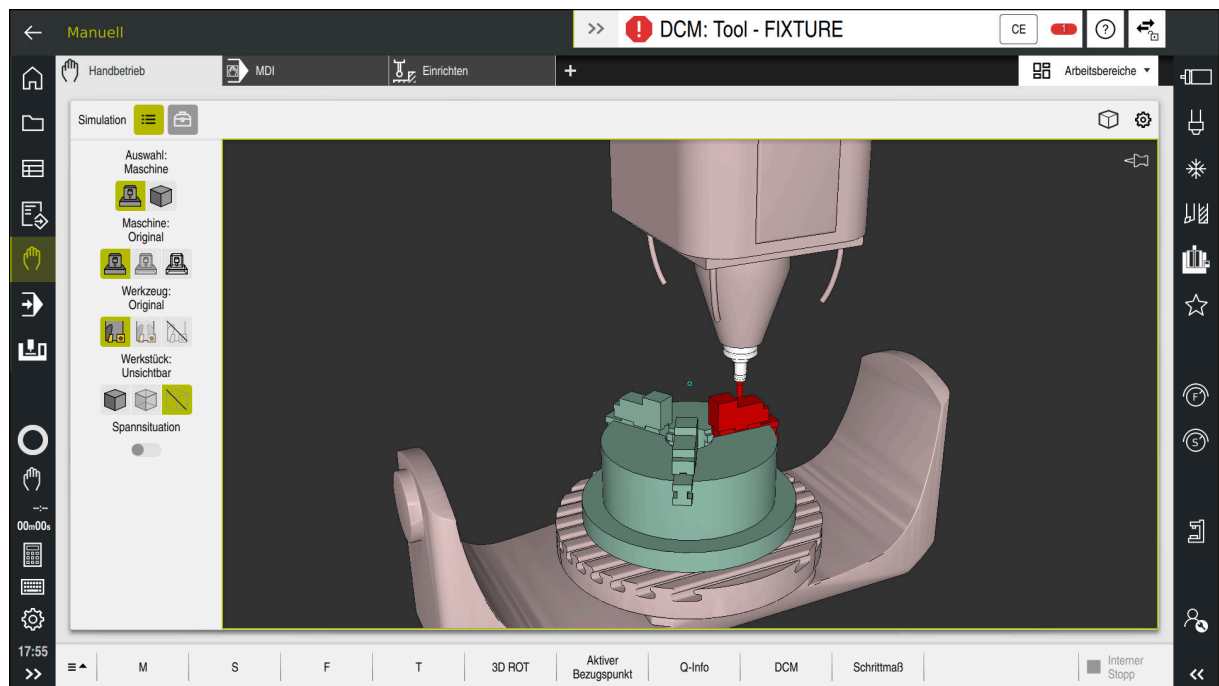 Manuell
DCM: Tool - FIXTURE
CE
1
Handbetrieb
MDI
Einrichten
Arbeitsbereiche
Simulation
Auswahl:
Maschine
Maschine:
Original
Werkzeug:
Original
Werkstück:
Unsichtbar
Spannsituation
F
S
--:--
00m00s
17:55
M
S
F
T
3D ROT
Aktiver
Bezugspunkt
Q-Info
DCM
Schrittmaß
Interner
Stopp